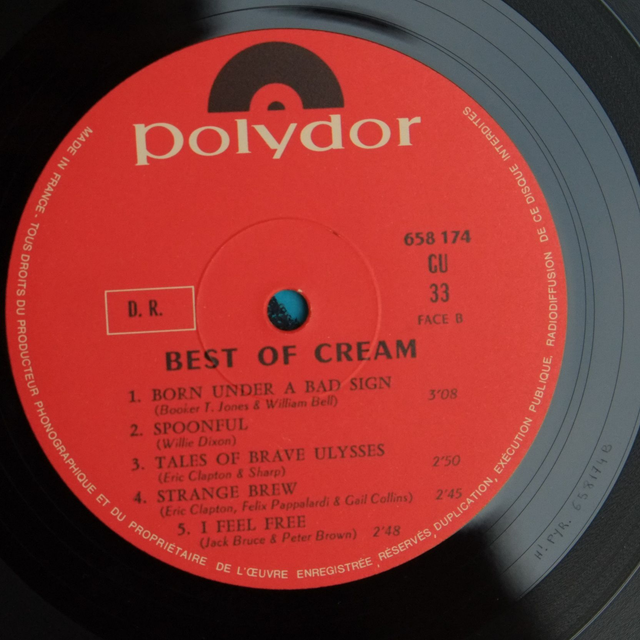 polydor
MADE IN FRANCE - TOUS DROITS DU PRODUCTEUR PHONOGRAPHIQUE ET DU PROPRIETAIRE DE L'ŒUVRE ENREGISTRÉE, RÉSERVÉS, DUPLICATION, EXÉCUTION PUBLIQUE, RADIODIFFUSION DE CE DISQUE INTERDITES
658 174
GU
33
FACE B
D. R.
BEST OF CREAM
1. BORN UNDER A BAD SIGN 3'08
(Booker T. Jones & William Bell)
2. SPOONFUL
(Willie Dixon)
3. TALES OF BRAVE ULYSSES 2'50
(Eric Clapton & Sharp)
4. STRANGE BREW 2'45
(Eric Clapton, Felix Pappalardi & Gail Collins)
5. I FEEL FREE 2'48
(Jack Bruce & Peter Brown)
658174 B